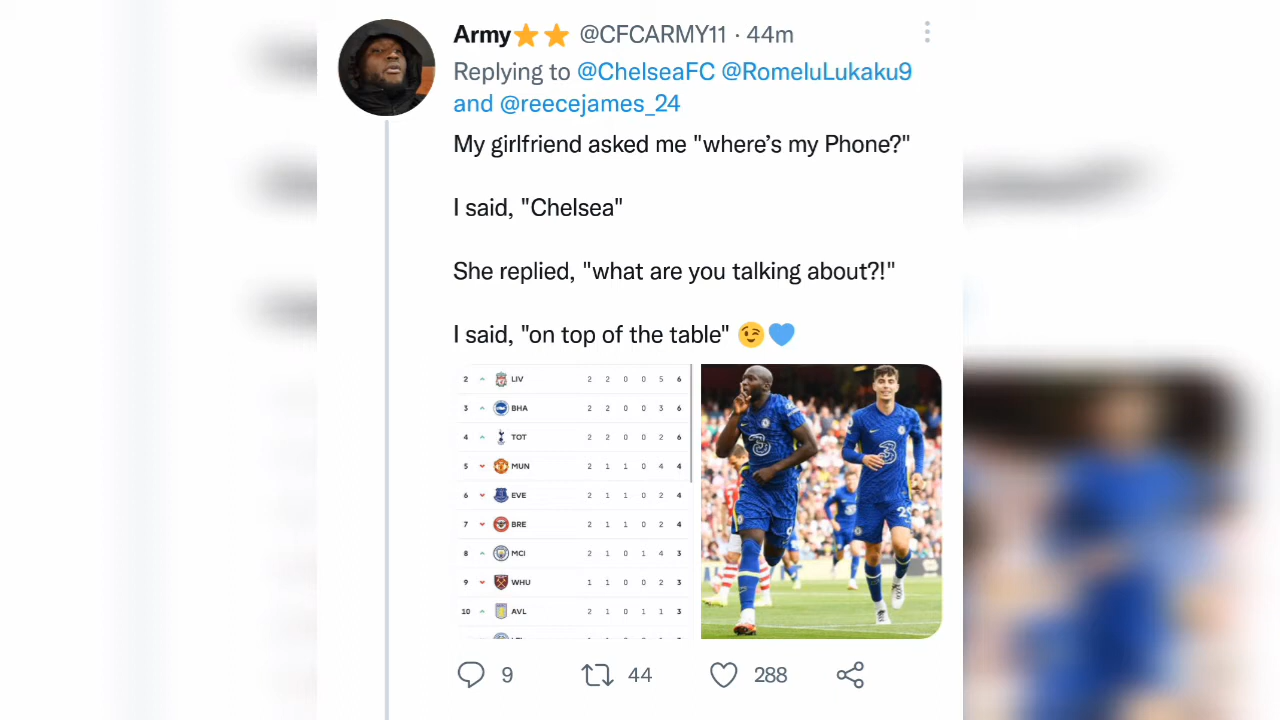 Army⭐⭐ @CFCARMY11 · 44m
Replying to @ChelseaFC @RomeluLukaku9
and @reecejames_24
My girlfriend asked me "where’s my Phone?"
I said, "Chelsea"
She replied, "what are you talking about?!"
I said, "on top of the table" 😉💙
2 LIV 2 2 0 0 5 6
3 BHA 2 2 0 0 3 6
4 TOT 2 2 0 0 2 6
5 MUN 2 1 1 0 4 4
6 EVE 2 1 1 0 2 4
7 BRE 2 1 1 0 2 4
8 MCI 2 1 0 1 4 3
9 WHU 1 1 0 0 2 3
10 AVL 2 1 0 1 1 3
3
3
29
9 44 288